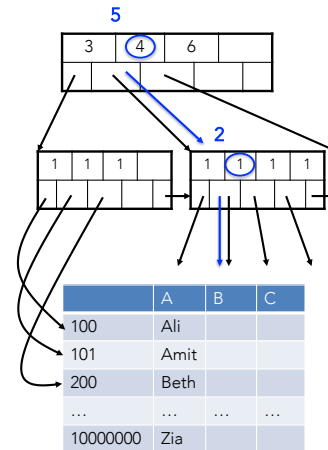 5
3 4 6
2
1 1 1
1 1 1 1
A B C
100 Ali
101 Amit
200 Beth
... ... ... ...
10000000 Zia